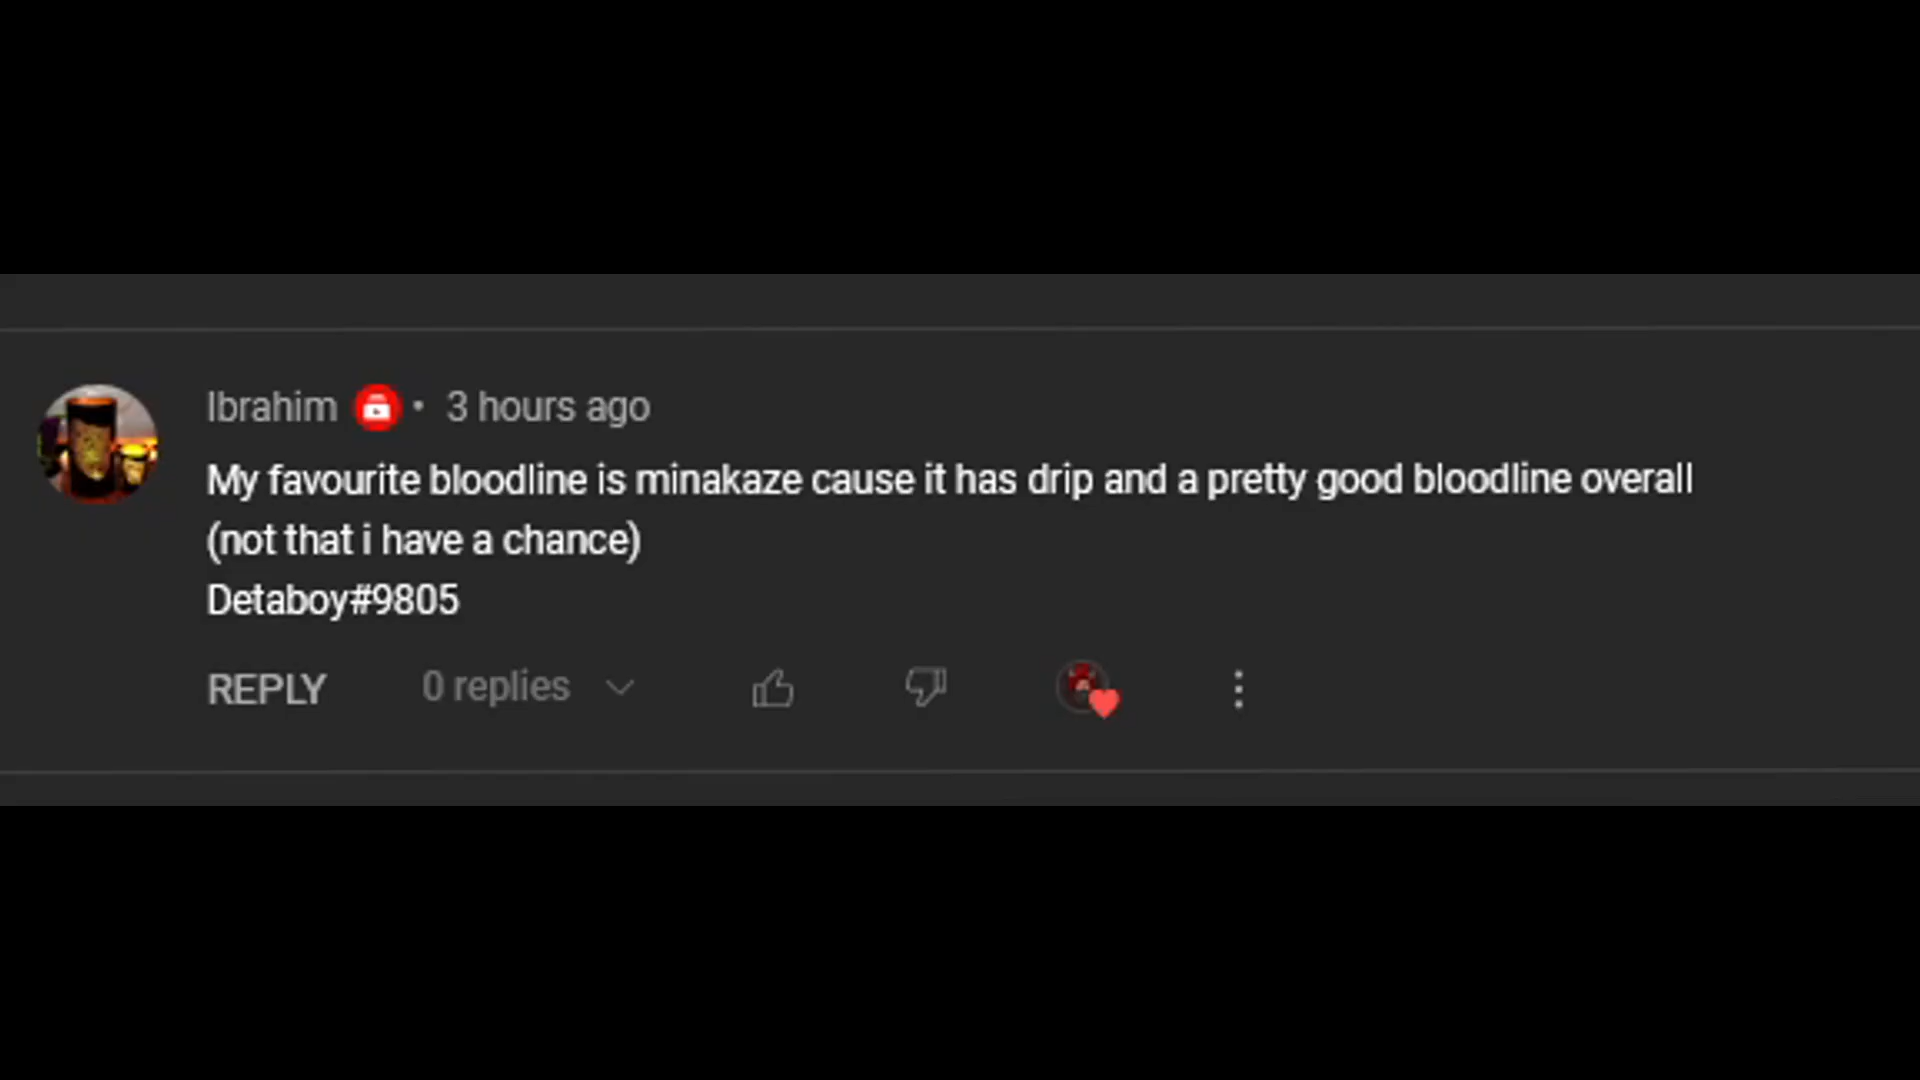 Ibrahim • 3 hours ago
My favourite bloodline is minakaze cause it has drip and a pretty good bloodline overall
(not that i have a chance)
Detaboy#9805
REPLY 0 replies